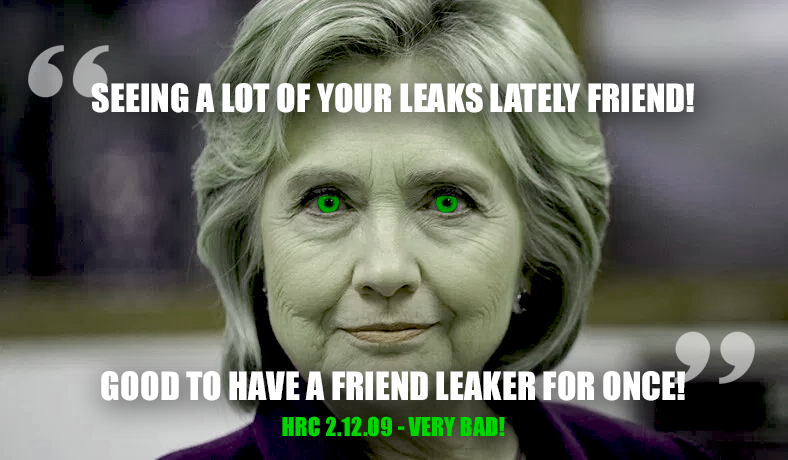 “
SEEING A LOT OF YOUR LEAKS LATELY FRIEND!
GOOD TO HAVE A FRIEND LEAKER FOR ONCE!
”
HRC 2.12.09 - VERY BAD!